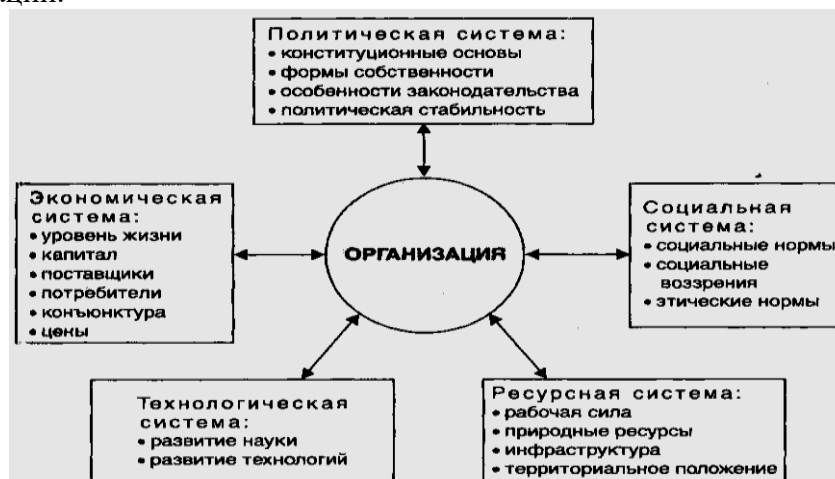 ции.
Политическая система:
• конституционные основы
• формы собственности
• особенности законодательства
• политическая стабильность
Экономическая
система:
• уровень жизни
• капитал
• поставщики
• потребители
• конъюнктура
• цены
ОРГАНИЗАЦИЯ
Социальная
система:
• социальные нормы
• социальные
воззрения
• этические нормы
Технологическая
система:
• развитие науки
• развитие технологий
Ресурсная система:
• рабочая сила
• природные ресурсы
• инфраструктура
• территориальное положение